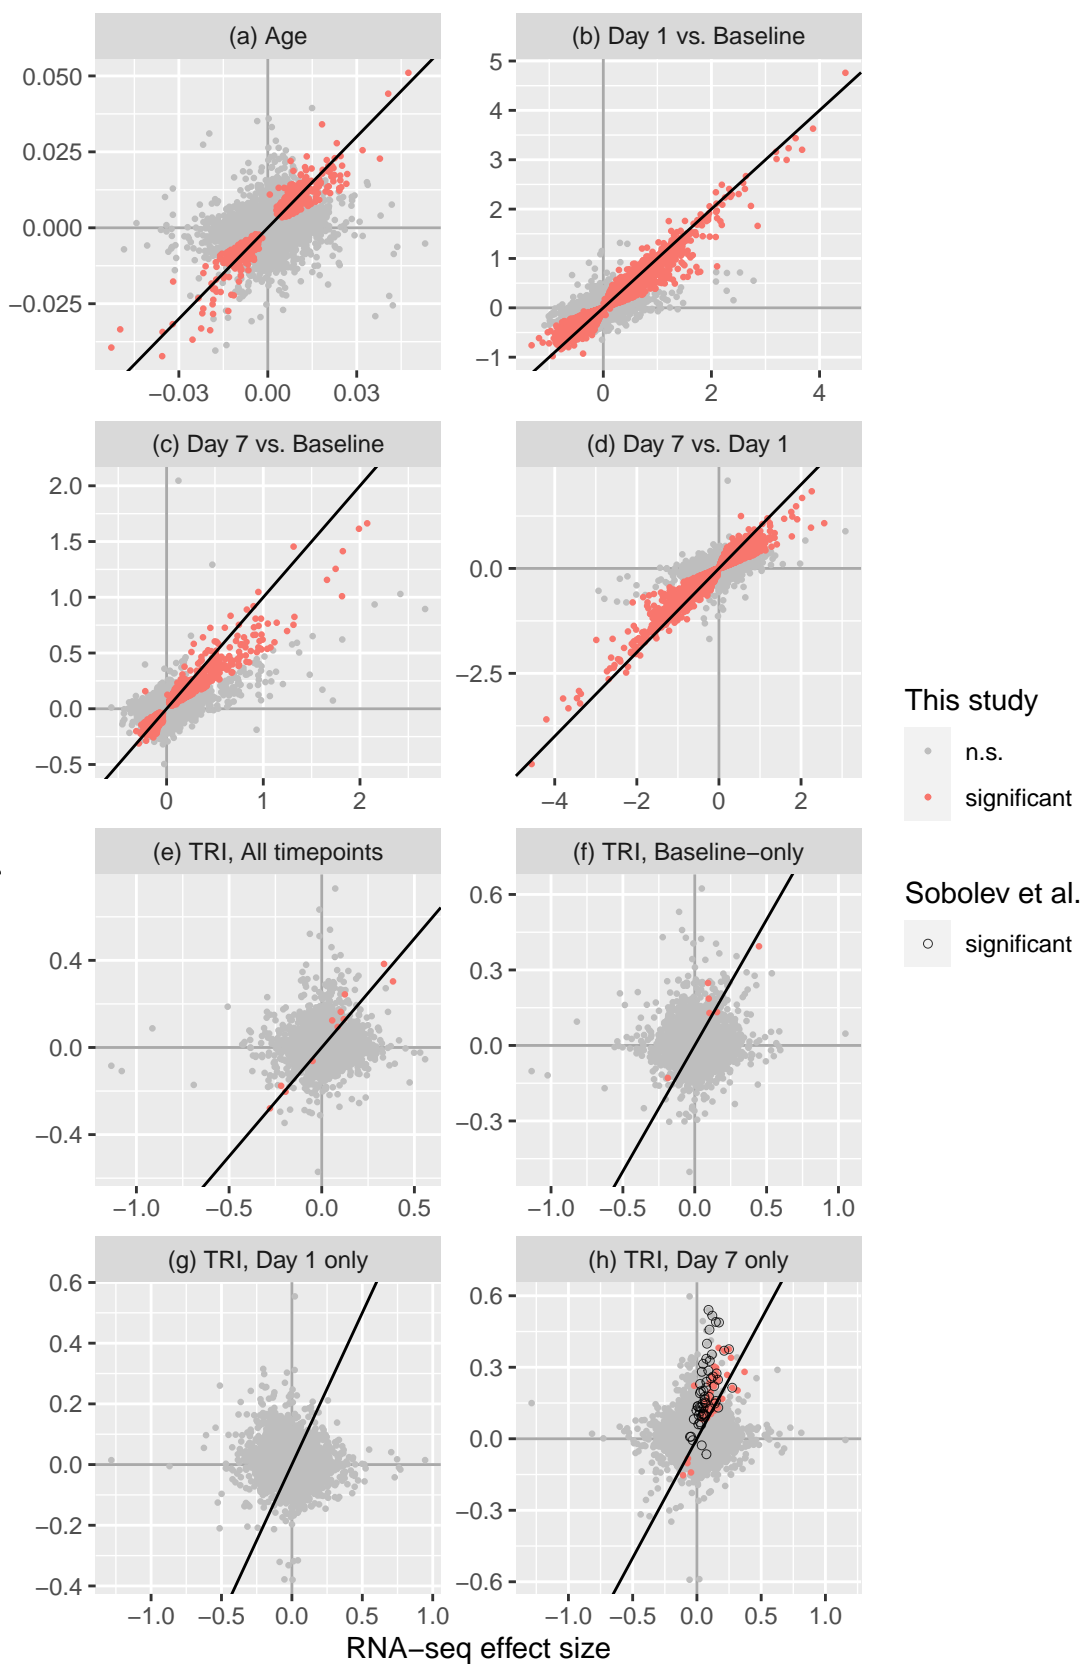 (a) Age
(b) Day 1 vs. Baseline
0.050
0.025
0.000
−0.025
−0.03 0.00 0.03
5
4
3
2
1
0
−1
0 2 4
(c) Day 7 vs. Baseline
(d) Day 7 vs. Day 1
2.0
1.5
1.0
0.5
0.0
−0.5
0 1 2
0.0
−2.5
−4 −2 0 2
This study
n.s.
significant
Sobolev et al.
significant
(e) TRI, All timepoints
(f) TRI, Baseline−only
0.4
0.0
−0.4
−1.0 −0.5 0.0 0.5
0.6
0.3
0.0
−0.3
−1.0 −0.5 0.0 0.5 1.0
(g) TRI, Day 1 only
(h) TRI, Day 7 only
0.6
0.4
0.2
0.0
−0.2
−0.4
−1.0 −0.5 0.0 0.5 1.0
0.6
0.3
0.0
−0.3
−0.6
−1.0 −0.5 0.0 0.5 1.0
RNA−seq effect size